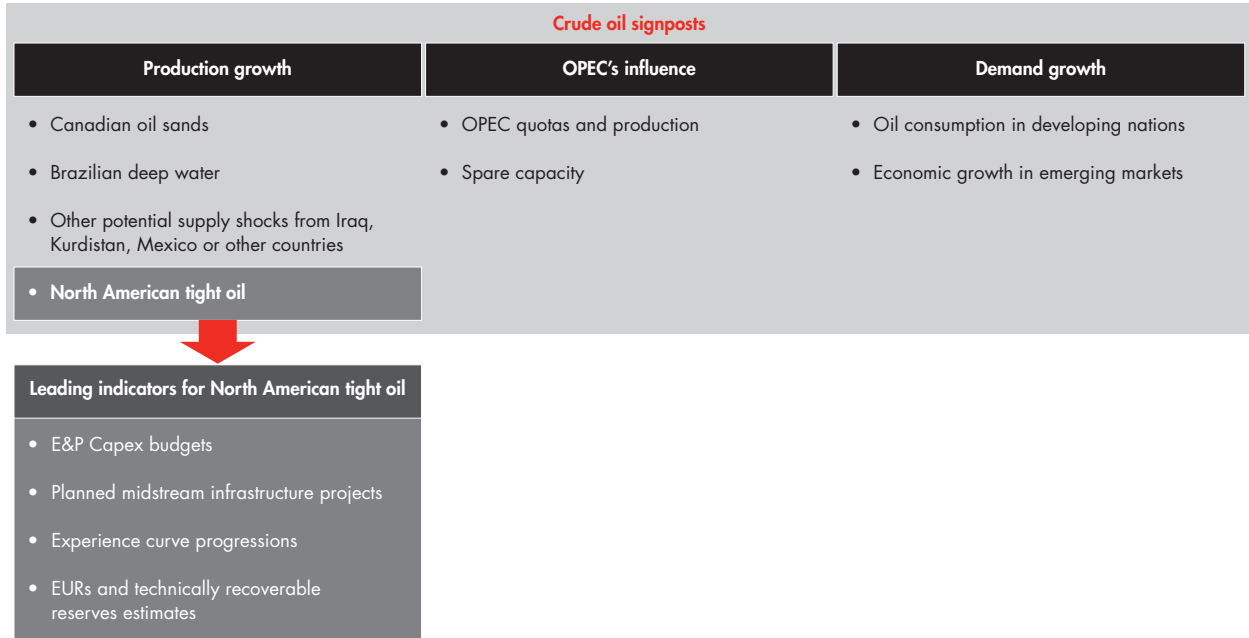 Crude oil signposts
Production growth
• Canadian oil sands
• Brazilian deep water
• Other potential supply shocks from Iraq,
Kurdistan, Mexico or other countries
• North American tight oil
OPEC’s influence
• OPEC quotas and production
• Spare capacity
Demand growth
• Oil consumption in developing nations
• Economic growth in emerging markets
Leading indicators for North American tight oil
• E&P Capex budgets
• Planned midstream infrastructure projects
• Experience curve progressions
• EURs and technically recoverable
reserves estimates